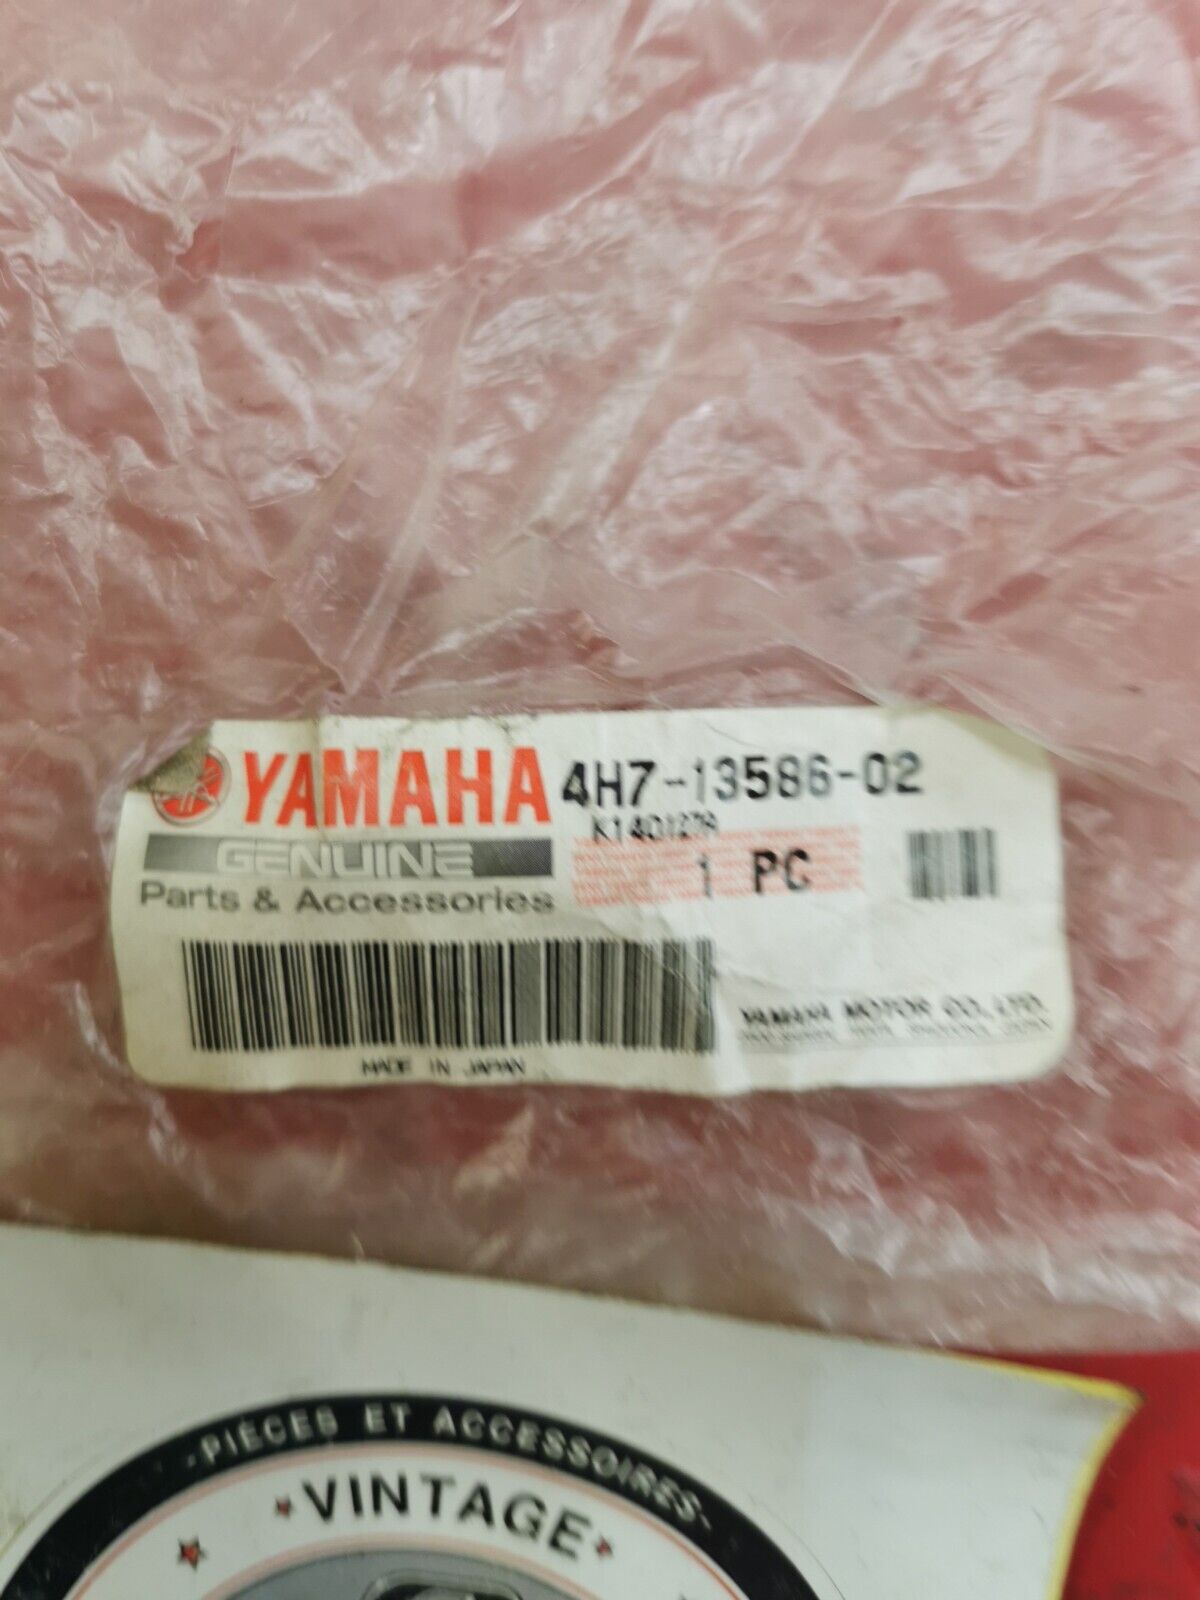 YAMAHA 4H7-13586-02
GENUINE
Parts & Accessories
1 PC
YAMAHA MOTOR CO., LTD.
MADE IN JAPAN
-PIÈCES ET ACCESSOIRES-
VINTAGE